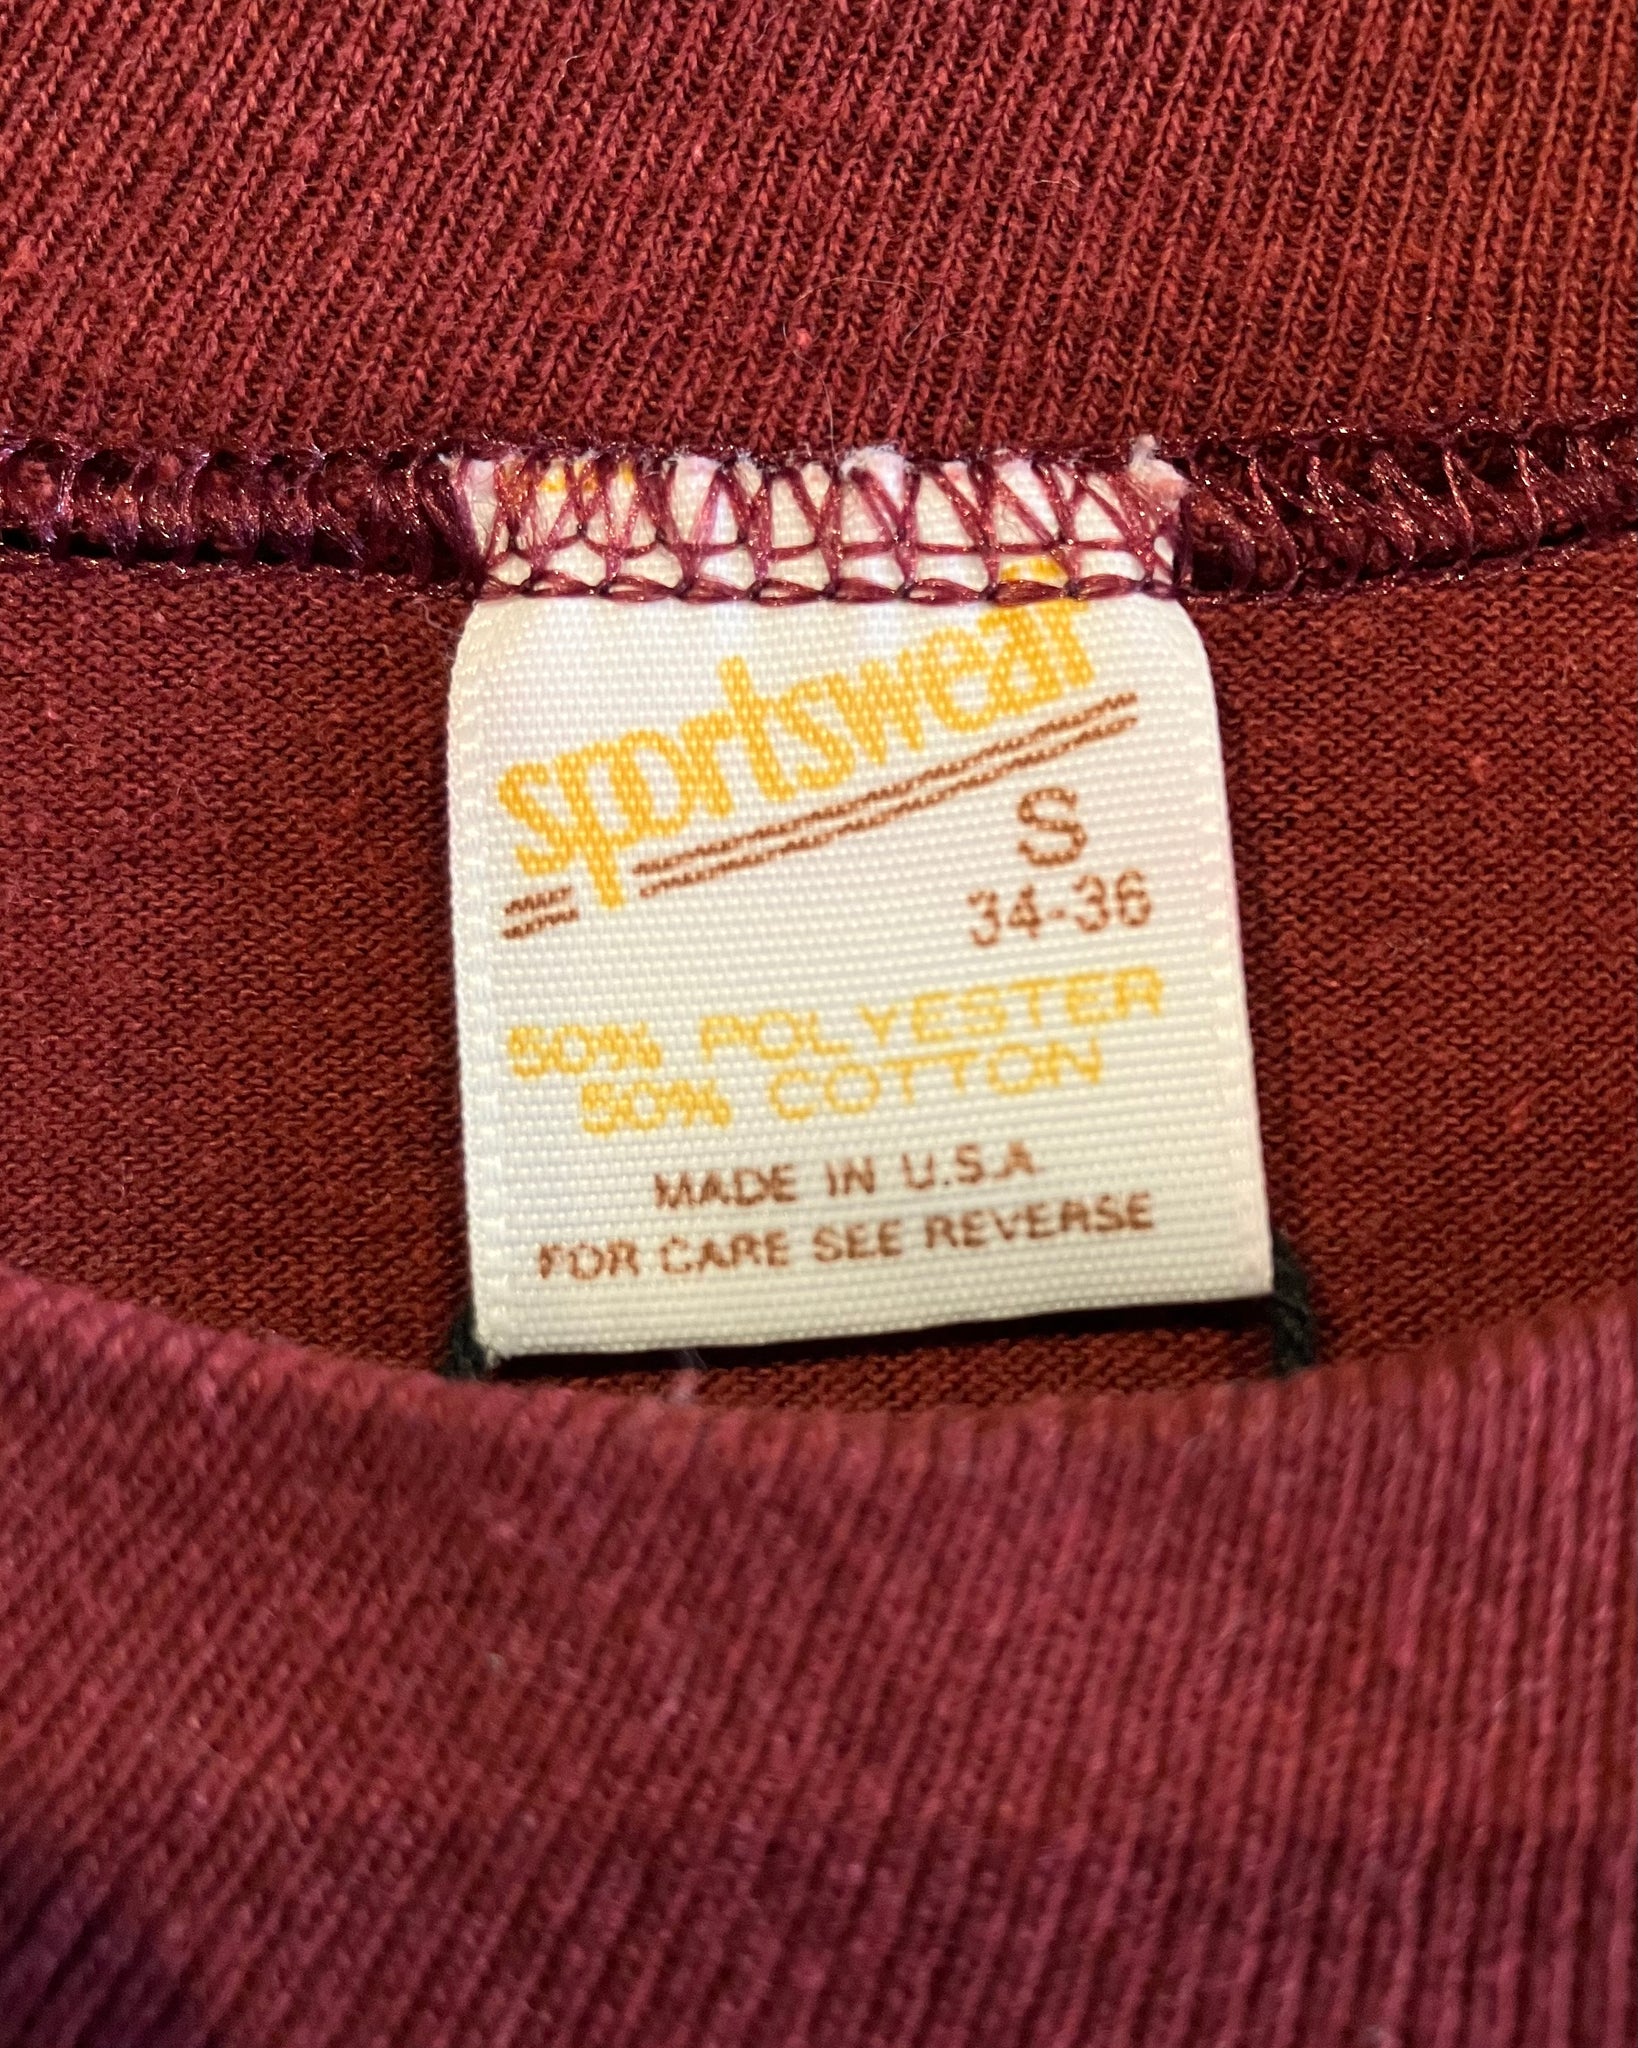 sportswear
S
34-36
50% POLYESTER
50% COTTON
MADE IN U.S.A
FOR CARE SEE REVERSE